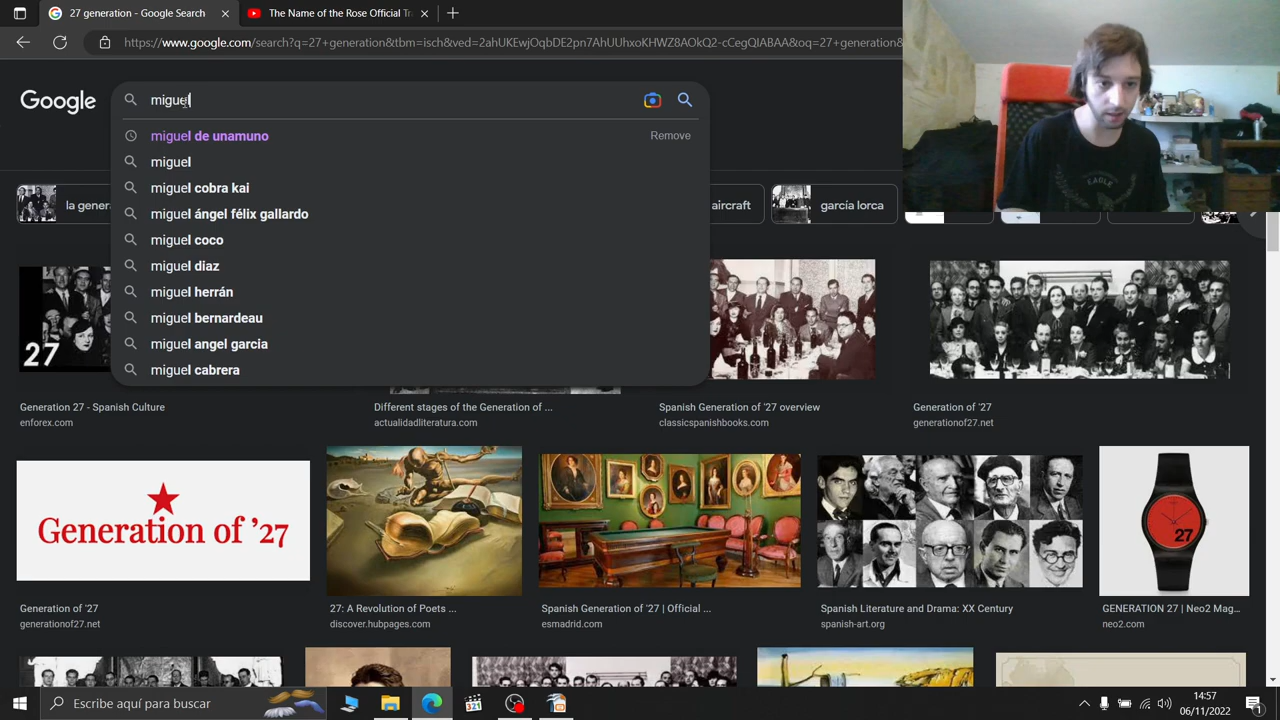 27 generation - Google Search
The Name of the Rose Official Tr
https://www.google.com/search?q=27+generation&tbm=isch&ved=2ahUKEwjOqbDE2pn7AhUUhxoKHWZ8AOkQ2-cCegQIABAA&oq=27+generation&
Google
miguel
miguel de unamuno
Remove
miguel
miguel cobra kai
miguel ángel félix gallardo
miguel coco
miguel diaz
miguel herrán
miguel bernardeau
miguel angel garcia
miguel cabrera
la genera
aircraft
garcía lorca
27
Generation 27 - Spanish Culture
enforex.com
Different stages of the Generation of ...
actualidadliteratura.com
Spanish Generation of '27 overview
classicspanishbooks.com
Generation of '27
generationof27.net
EAGLE
Generation of ’27
27
Generation of '27
generationof27.net
27: A Revolution of Poets ...
discover.hubpages.com
Spanish Generation of '27 | Official ...
esmadrid.com
Spanish Literature and Drama: XX Century
spanish-art.org
GENERATION 27 | Neo2 Mag...
neo2.com
Escribe aquí para buscar
321
14:57
06/11/2022
1